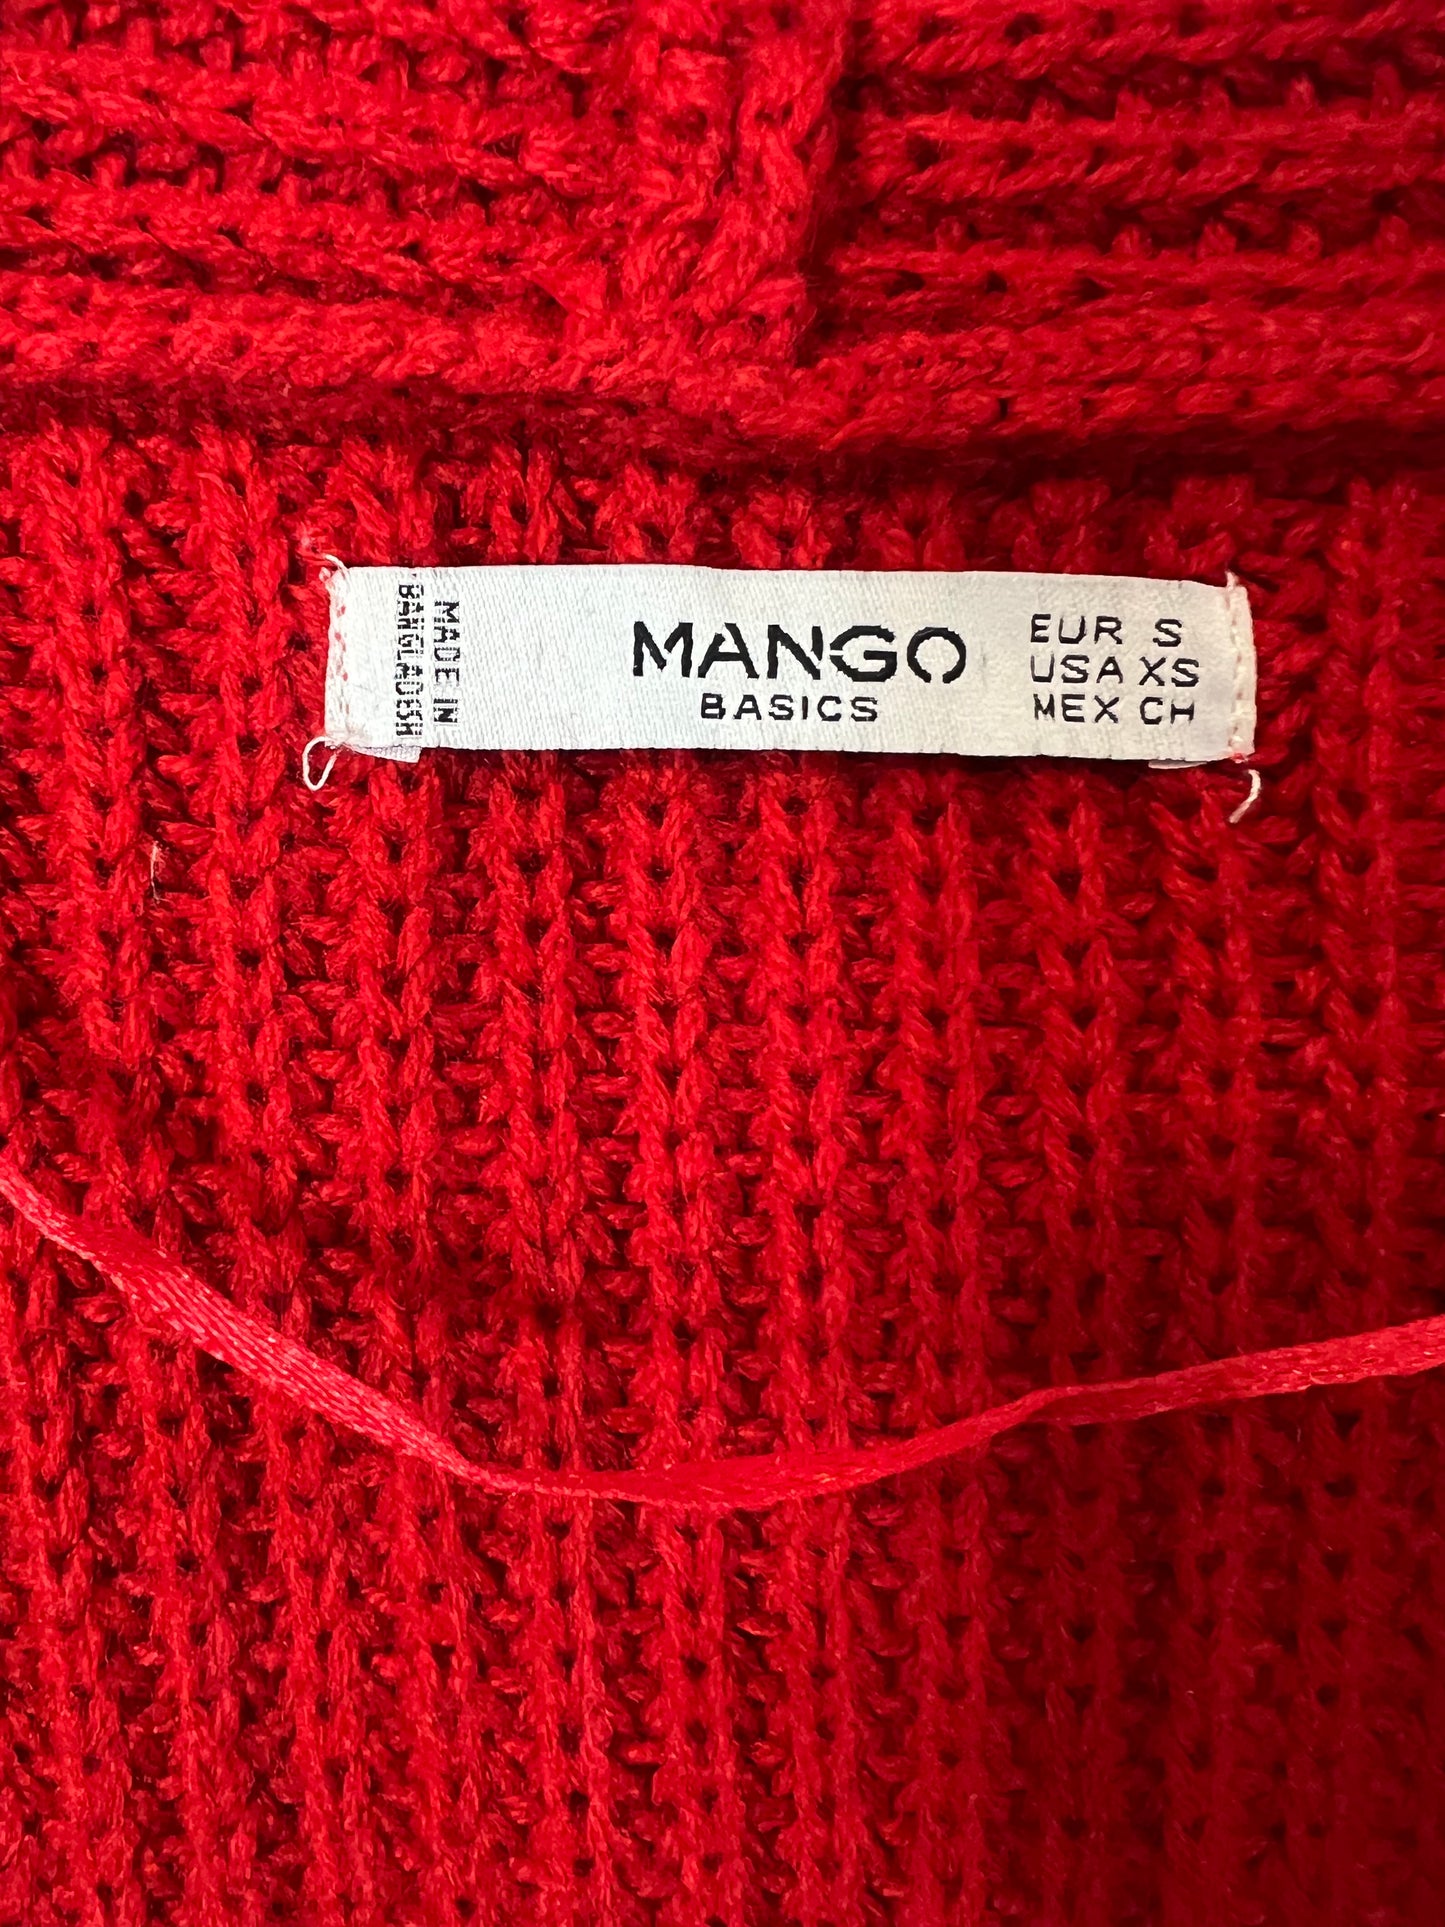 MADE IN
BANGLADESH
MANGO
BASICS
EUR S
USA XS
MEX CH